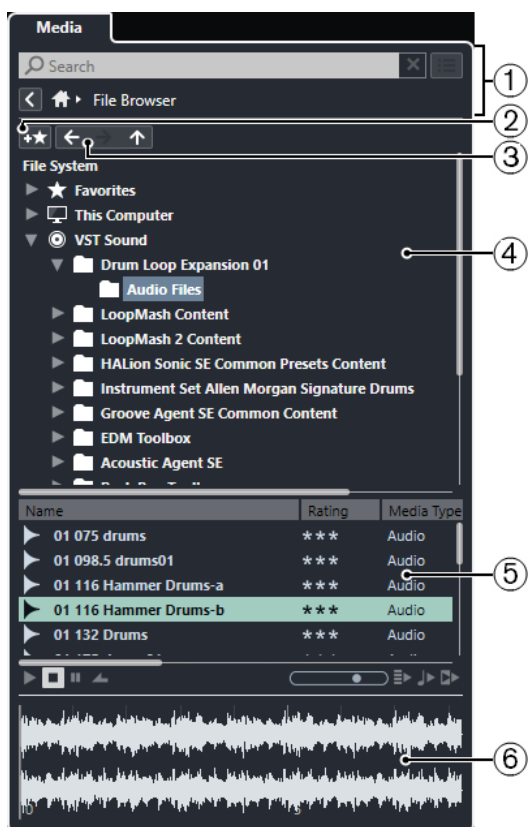 Media
Search
File Browser
File System
Favorites
This Computer
VST Sound
Drum Loop Expansion 01
Audio Files
LoopMash Content
LoopMash 2 Content
HALion Sonic SE Common Presets Content
Instrument Set Allen Morgan Signature Drums
Groove Agent SE Common Content
EDM Toolbox
Acoustic Agent SE
Name Rating Media Type
01 075 drums *** Audio
01 098.5 drums01 *** Audio
01 116 Hammer Drums-a *** Audio
01 116 Hammer Drums-b *** Audio
01 132 Drums *** Audio
1
2
3
4
5
6